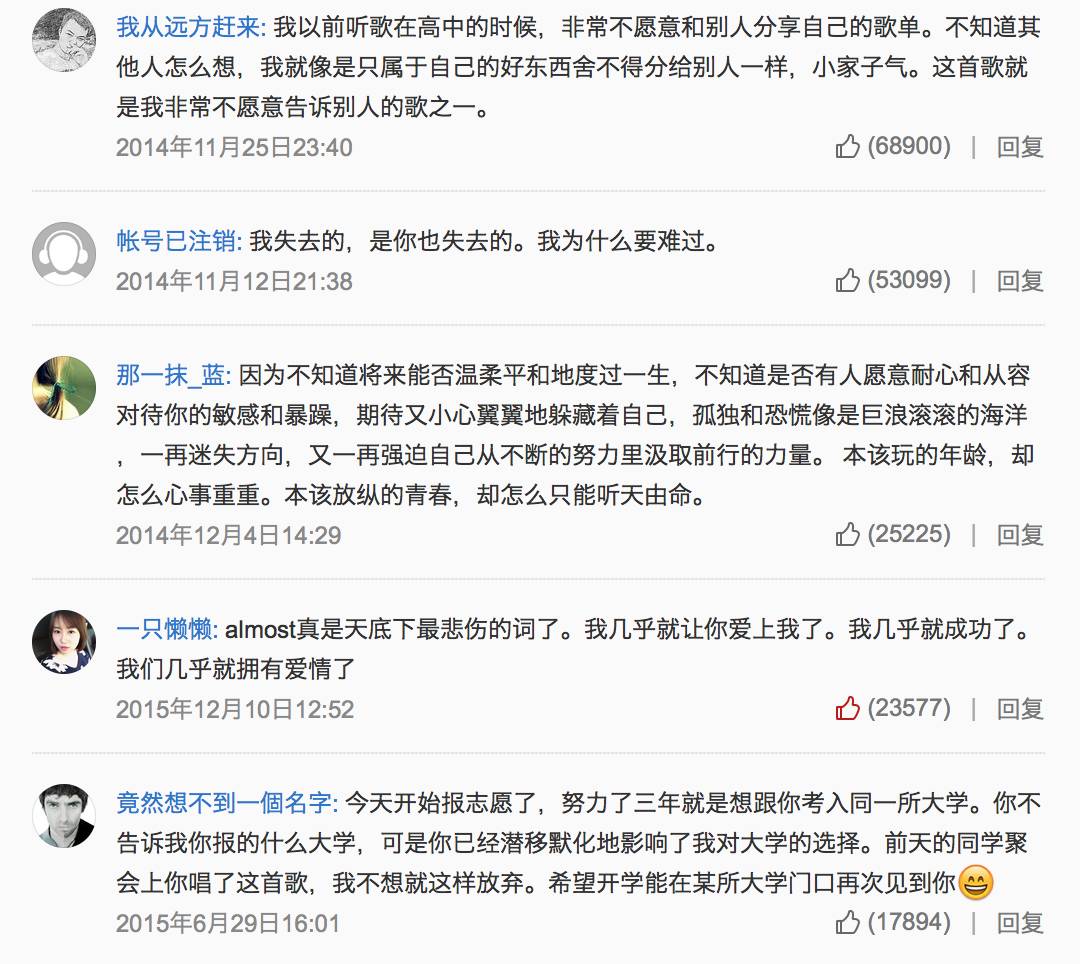 我从远方赶来: 我以前听歌在高中的时候，非常不愿意和别人分享自己的歌单。不知道其
他人怎么想，我就像是只属于自己的好东西舍不得分给别人一样，小家子气。这首歌就
是我非常不愿意告诉别人的歌之一。
2014年11月25日23:40 (68900) | 回复
帐号已注销: 我失去的，是你也失去的。我为什么要难过。
2014年11月12日21:38 (53099) | 回复
那一抹_蓝: 因为不知道将来能否温柔平和地度过一生，不知道是否有人愿意耐心和从容
对待你的敏感和暴躁，期待又小心翼翼地躲藏着自己，孤独和恐慌像是巨浪滚滚的海洋
，一再迷失方向，又一再强迫自己从不断的努力里汲取前行的力量。 本该玩的年龄，却
怎么心事重重。本该放纵的青春，却怎么只能听天由命。
2014年12月4日14:29 (25225) | 回复
一只懒懒: almost真是天底下最悲伤的词了。我几乎就让你爱上我了。我几乎就成功了。
我们几乎就拥有爱情了
2015年12月10日12:52 (23577) | 回复
竟然想不到一個名字: 今天开始报志愿了，努力了三年就是想跟你考入同一所大学。你不
告诉我你报的什么大学，可是你已经潜移默化地影响了我对大学的选择。前天的同学聚
会上你唱了这首歌，我不想就这样放弃。希望开学能在某所大学门口再次见到你😄
2015年6月29日16:01 (17894) | 回复